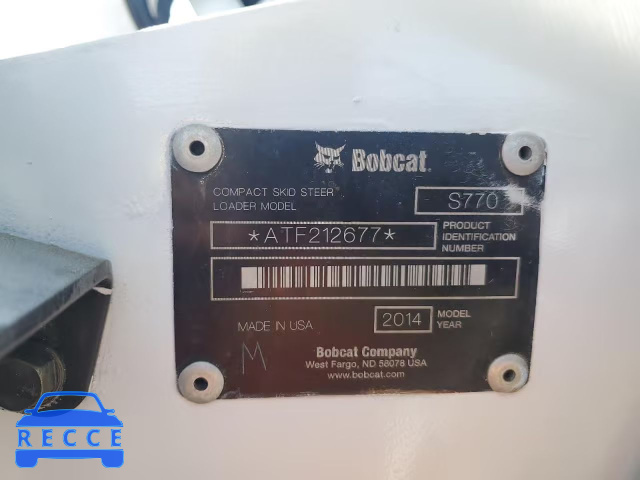 Bobcat
COMPACT SKID STEER
LOADER MODEL
S770
*ATF212677*
PRODUCT
IDENTIFICATION
NUMBER
MADE IN USA
2014
MODEL
YEAR
M
Bobcat Company
West Fargo, ND 58078 USA
www.bobcat.com
RECCE